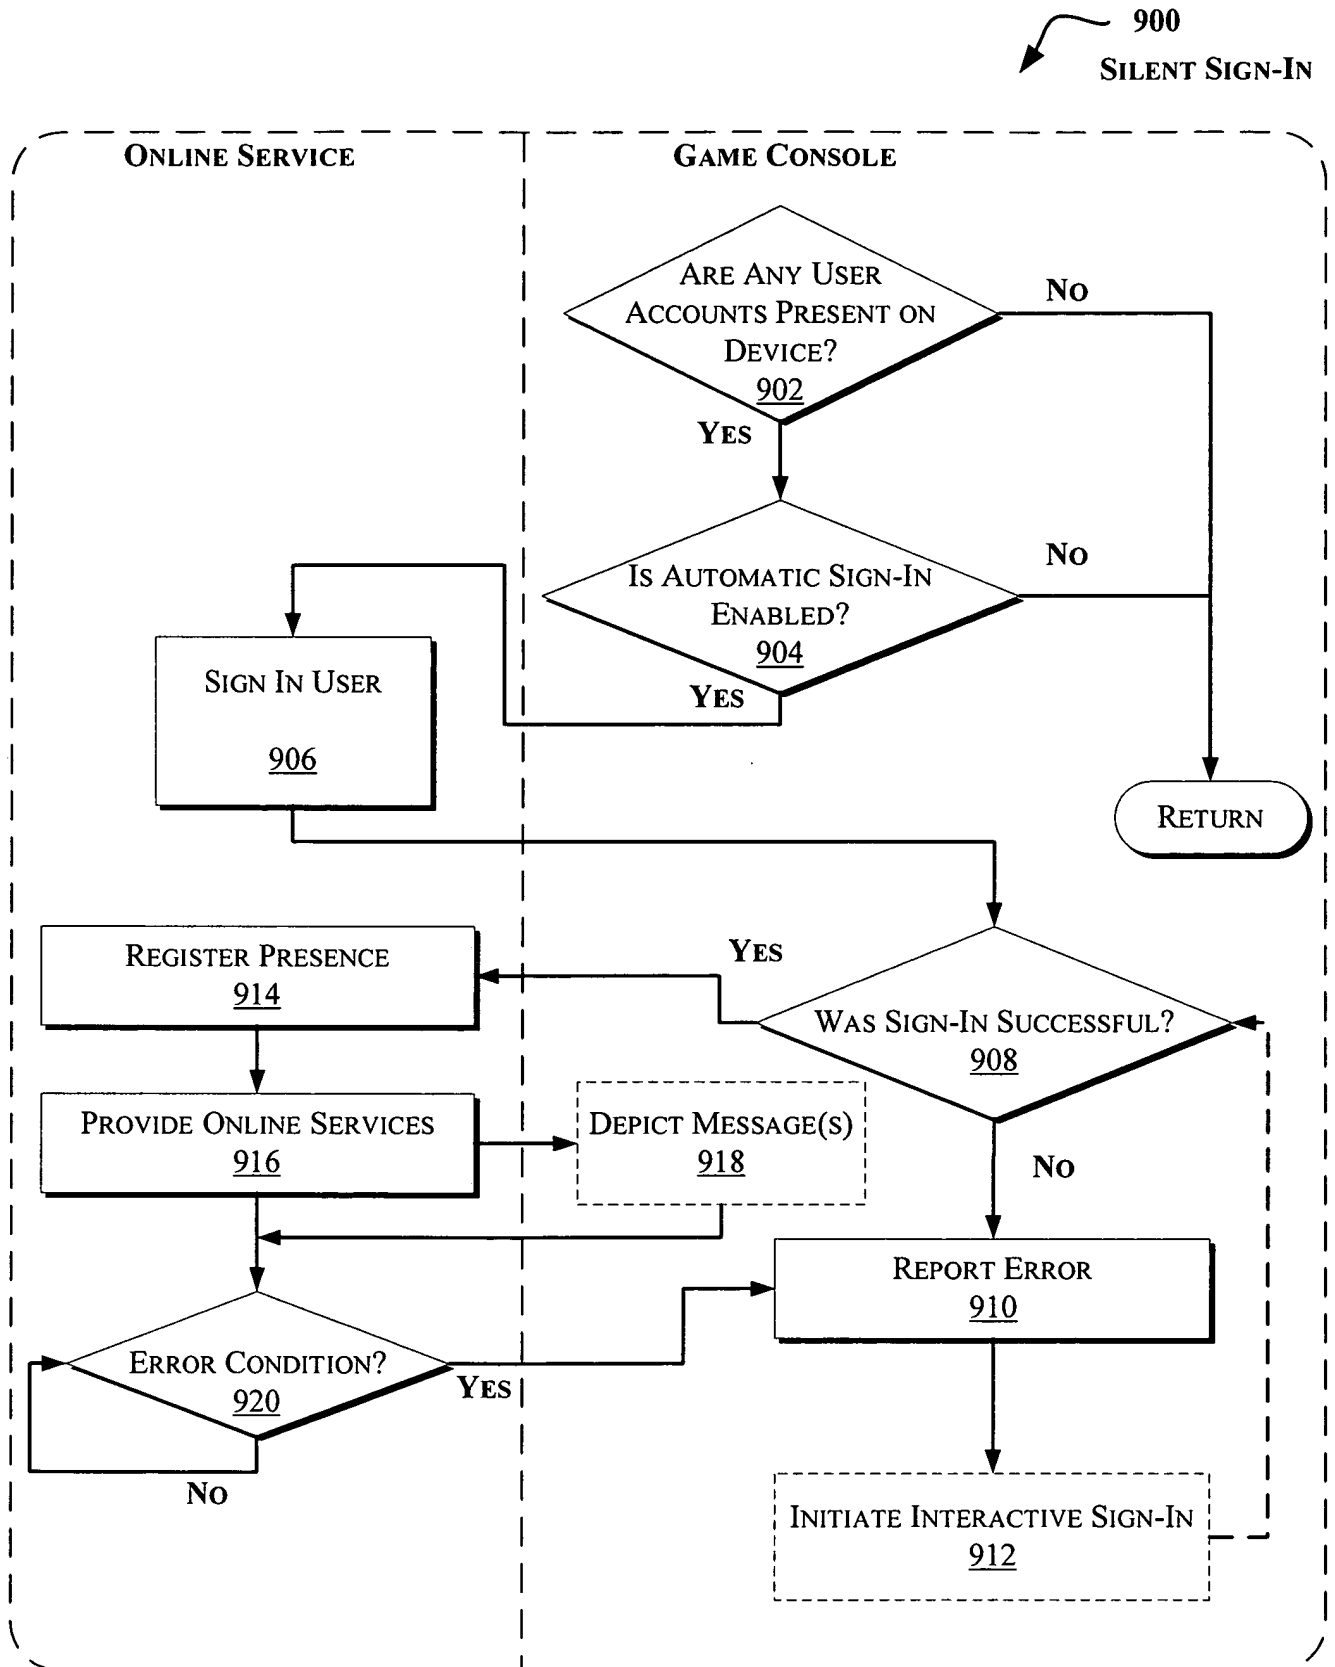 900
SILENT SIGN-IN
ONLINE SERVICE
GAME CONSOLE
ARE ANY USER
ACCOUNTS PRESENT ON
DEVICE?
902
NO
YES
IS AUTOMATIC SIGN-IN
ENABLED?
904
NO
YES
SIGN IN USER
906
RETURN
WAS SIGN-IN SUCCESSFUL?
908
YES
NO
REGISTER PRESENCE
914
PROVIDE ONLINE SERVICES
916
DEPICT MESSAGE(S)
918
REPORT ERROR
910
ERROR CONDITION?
920
YES
NO
INITIATE INTERACTIVE SIGN-IN
912